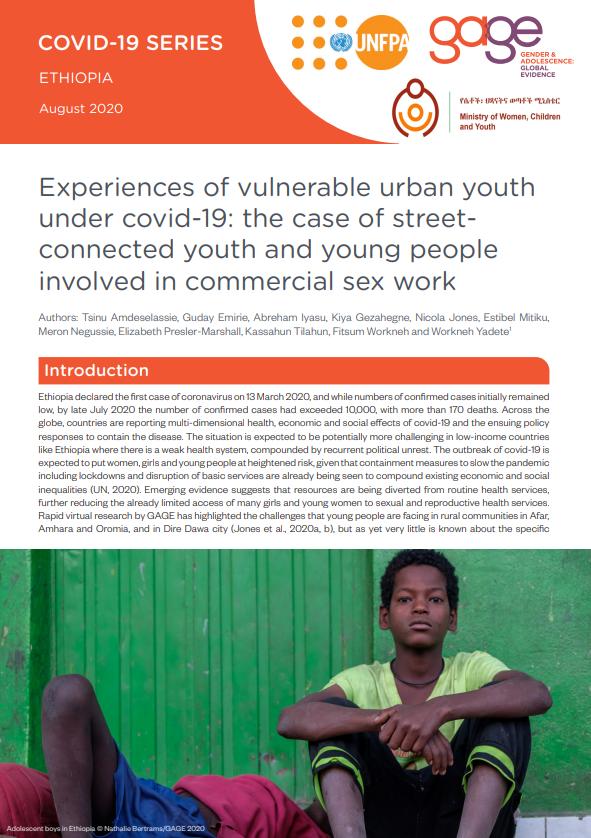 COVID-19 SERIES
ETHIOPIA
August 2020
UNFPA
gage
GENDER &
ADOLESCENCE:
GLOBAL
EVIDENCE
የሴቶች፣ ህፃናትና ወጣቶች ሚኒስቴር
Ministry of Women, Children
and Youth
Experiences of vulnerable urban youth
under covid-19: the case of street-
connected youth and young people
involved in commercial sex work
Authors: Tsinu Amdeselassie, Guday Emirie, Abreham Iyasu, Kiya Gezahegne, Nicola Jones, Estibel Mitiku,
Meron Negussie, Elizabeth Presler-Marshall, Kassahun Tilahun, Fitsum Workneh and Workneh Yadete¹
Introduction
Ethiopia declared the first case of coronavirus on 13 March 2020, and while numbers of confirmed cases initially remained
low, by late July 2020 the number of confirmed cases had exceeded 10,000, with more than 170 deaths. Across the
globe, countries are reporting multi-dimensional health, economic and social effects of covid-19 and the ensuing policy
responses to contain the disease. The situation is expected to be potentially more challenging in low-income countries
like Ethiopia where there is a weak health system, compounded by recurrent political unrest. The outbreak of covid-19 is
expected to put women, girls and young people at heightened risk, given that containment measures to slow the pandemic
including lockdowns and disruption of basic services are already being seen to compound existing economic and social
inequalities (UN, 2020). Emerging evidence suggests that resources are being diverted from routine health services,
further reducing the already limited access of many girls and young women to sexual and reproductive health services.
Rapid virtual research by GAGE has highlighted the challenges that young people are facing in rural communities in Afar,
Amhara and Oromia, and in Dire Dawa city (Jones et al., 2020a, b), but as yet very little is known about the specific
Adolescent boys in Ethiopia © Nathalie Bertrams/GAGE 2020